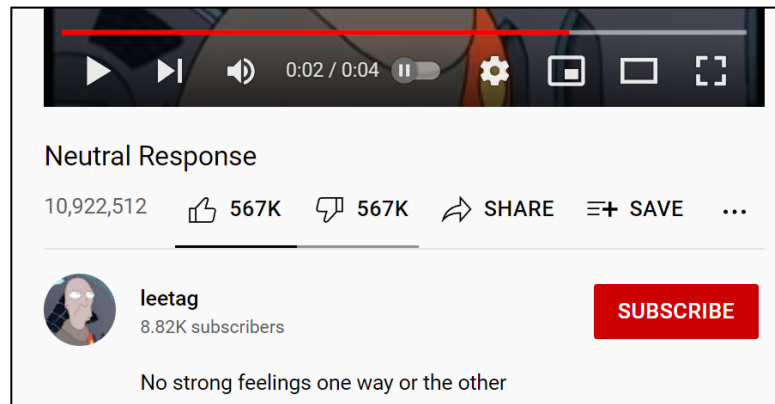 0:02 / 0:04
Neutral Response
10,922,512 567K 567K SHARE SAVE ...
leetag
8.82K subscribers
SUBSCRIBE
No strong feelings one way or the other